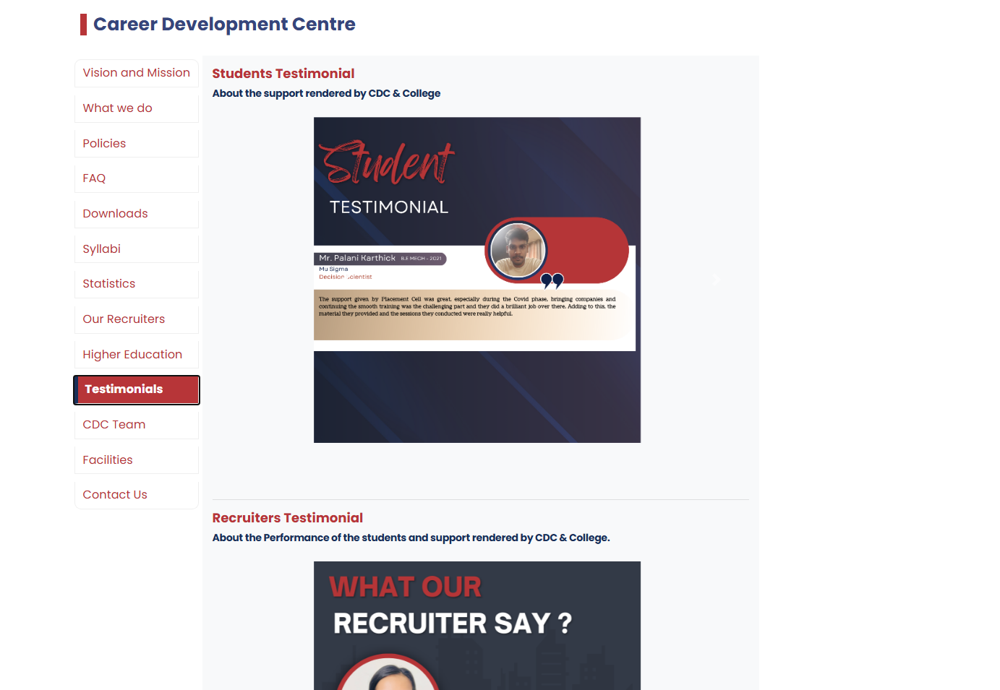 Career Development Centre
Vision and Mission
What we do
Policies
FAQ
Downloads
Syllabi
Statistics
Our Recruiters
Higher Education
Testimonials
CDC Team
Facilities
Contact Us
Students Testimonial
About the support rendered by CDC & College
Student
TESTIMONIAL
Mr. Palani Karthick B.E MECH - 2021
Mu Sigma
Decision Scientist
The support given by Placement Cell was great, especially during the Covid phase, bringing companies and
continuing the smooth training was the challenging part and they did a brilliant job over there. Adding to this, the
material they provided and the sessions they conducted were really helpful.
Recruiters Testimonial
About the Performance of the students and support rendered by CDC & College.
WHAT OUR
RECRUITER SAY ?